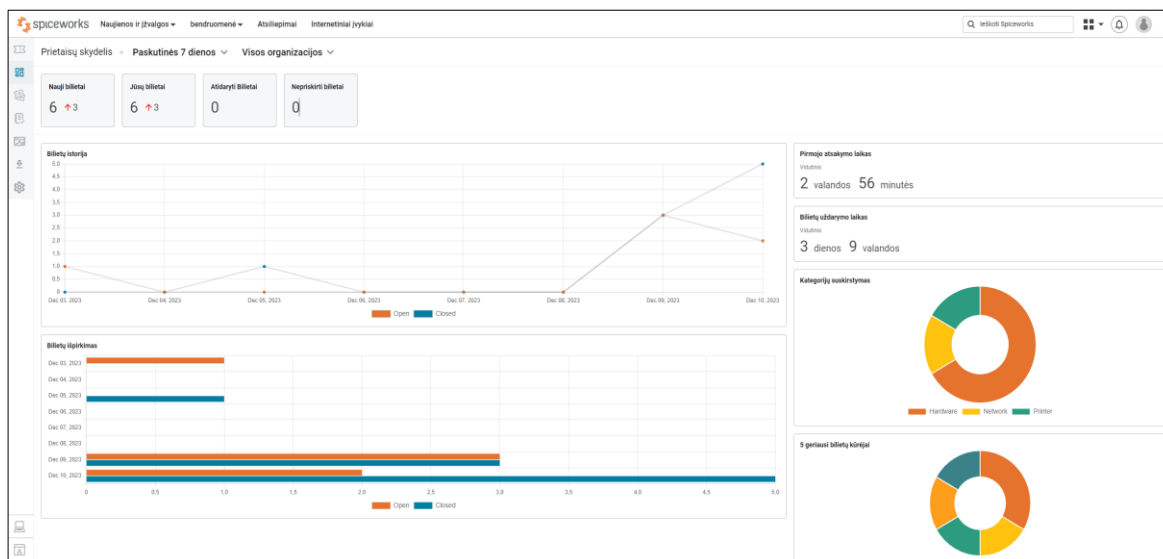 spiceworks Naujienos ir įžvalgos bendruomenė Atsiliepimai Internetiniai įvykiai Ieškoti Spiceworks
Prietaisų skydelis Paskutinės 7 dienos Visos organizacijos
Nauji bilietai
6 3
Jūsų bilietai
6 3
Atidaryti Bilietai
0
Nepriskirti bilietai
0
Bilietų istorija
5,0
4,5
4,0
3,5
3,0
2,5
2,0
1,5
1,0
0,5
0
Dec 03, 2023 Dec 04, 2023 Dec 05, 2023 Dec 06, 2023 Dec 07, 2023 Dec 08, 2023 Dec 09, 2023 Dec 10, 2023
Open Closed
Bilietų išpirkimas
Dec 03, 2023
Dec 04, 2023
Dec 05, 2023
Dec 06, 2023
Dec 07, 2023
Dec 08, 2023
Dec 09, 2023
Dec 10, 2023
0 0,5 1,0 1,5 2,0 2,5 3,0 3,5 4,0 4,5 5,0
Open Closed
Pirmojo atsakymo laikas
Vidutinis
2 valandos 56 minutės
Bilietų uždarymo laikas
Vidutinis
3 dienos 9 valandos
Kategorijų suskirstymas
Hardware Network Printer
5 geriausi bilietų kūrėjai